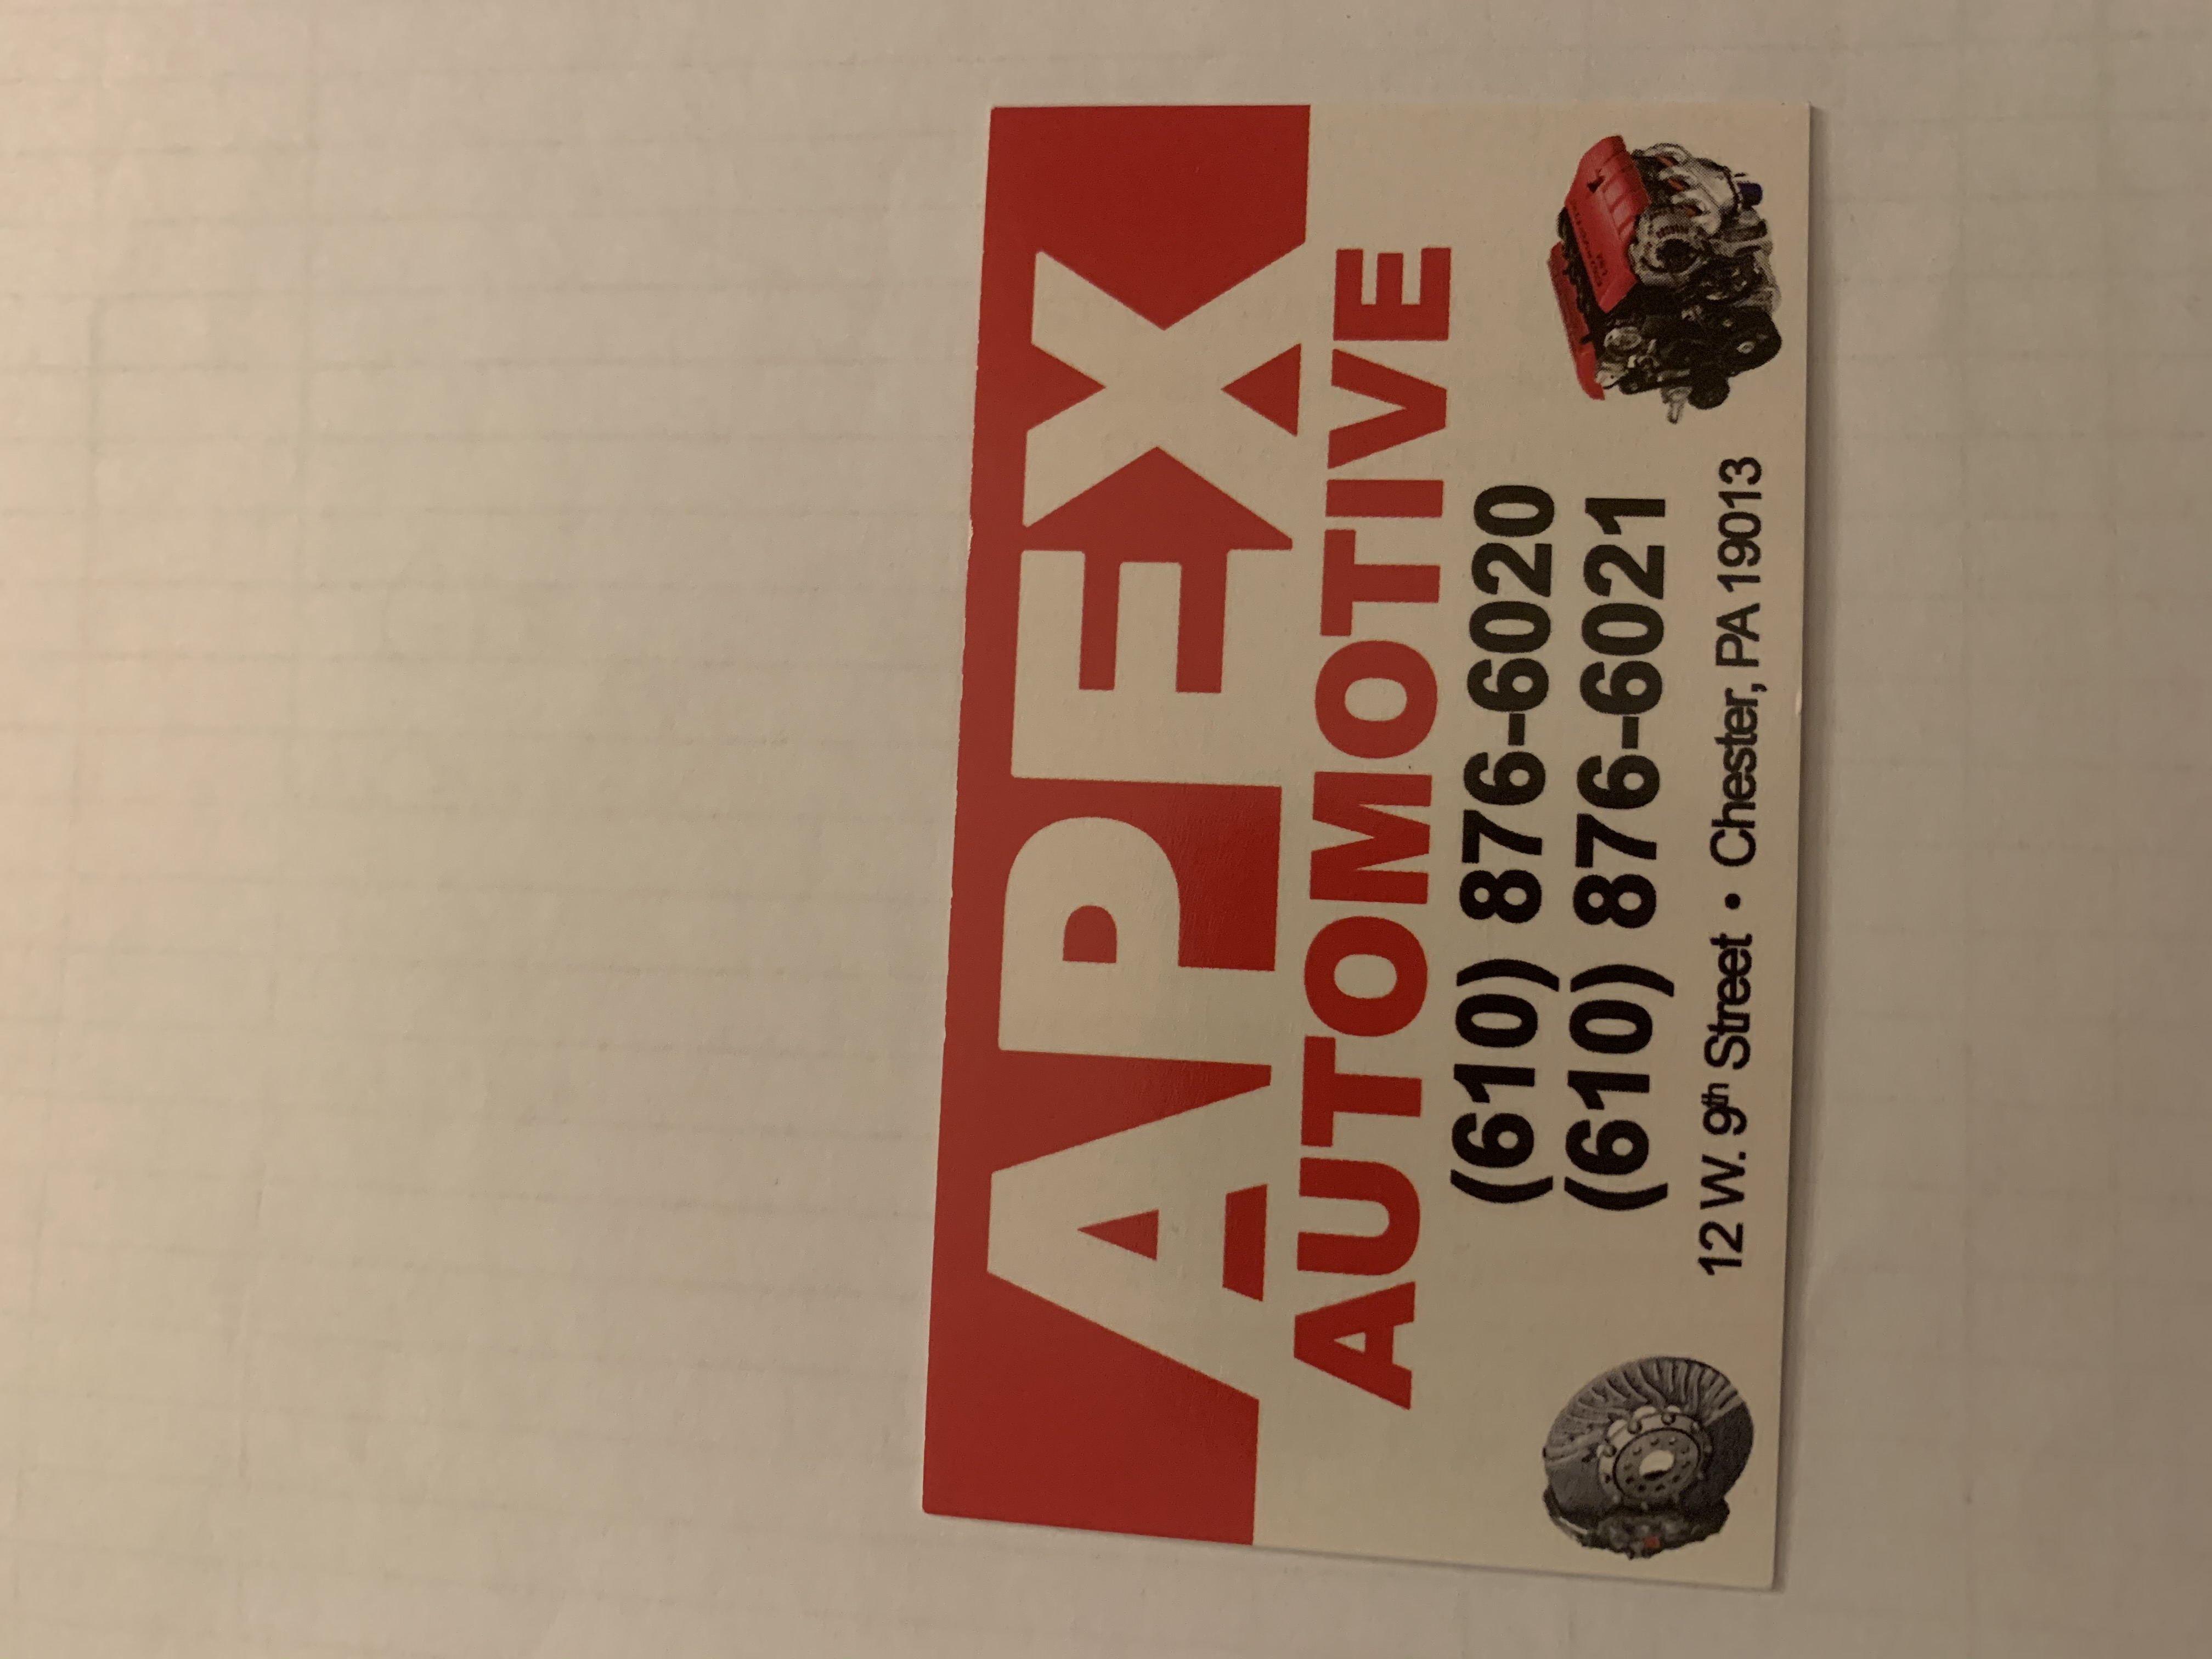 APEX
AUTOMOTIVE
(610) 876-6020
(610) 876-6021
12 W. 9th Street • Chester, PA 19013